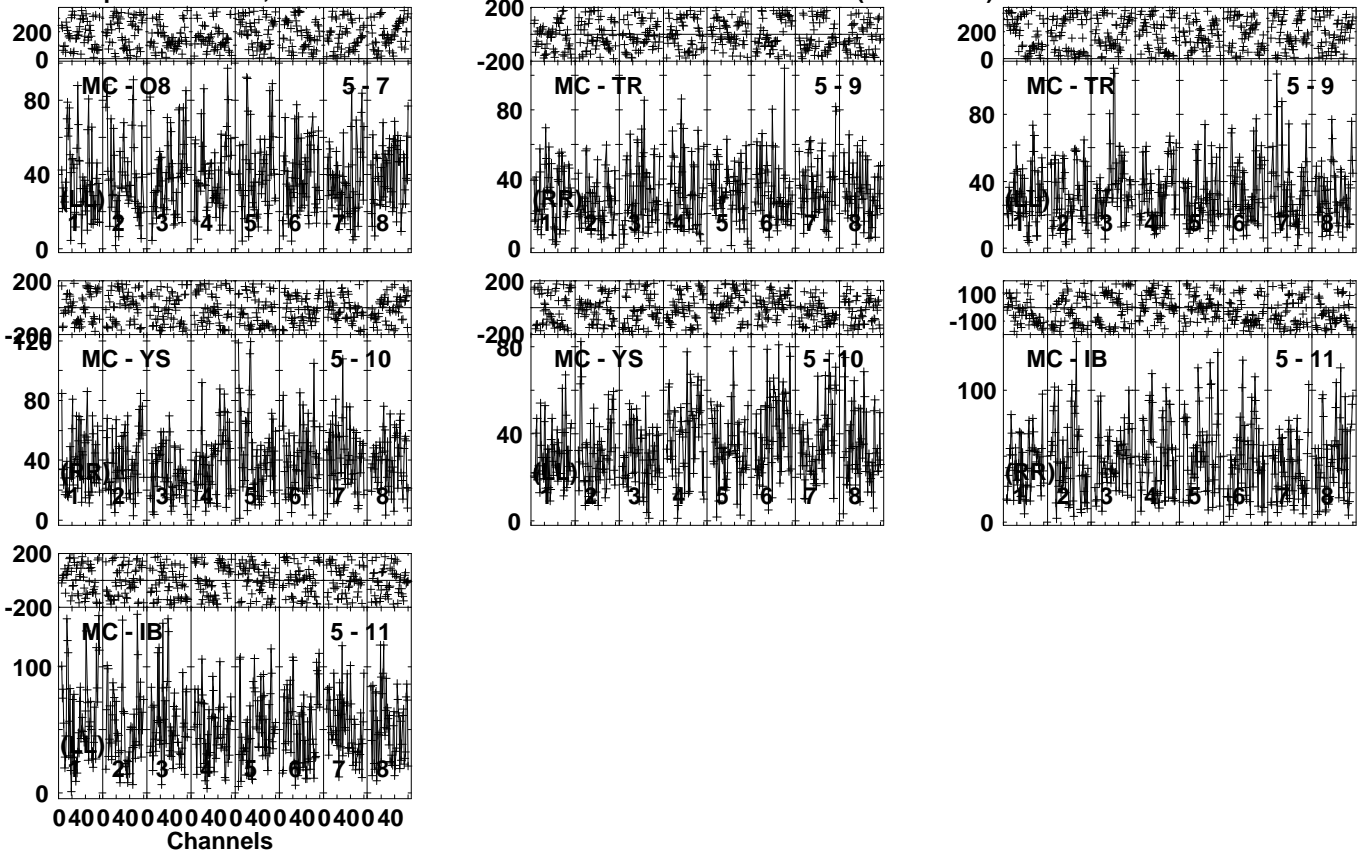 200
0
MC - O8 5 - 7
80
40
0
(LL)
1 2 3 4 5 6 7 8
200
-200
MC - TR 5 - 9
80
40
0
(RR)
1 2 3 4 5 6 7 8
200
0
MC - TR 5 - 9
80
40
0
(LL)
1 2 3 4 5 6 7 8
200
-200
120
MC - YS 5 - 10
80
40
0
(RR)
1 2 3 4 5 6 7 8
200
-200
80
MC - YS 5 - 10
40
0
(LL)
1 2 3 4 5 6 7 8
100
-100
MC - IB 5 - 11
100
0
(RR)
1 2 3 4 5 6 7 8
200
-200
MC - IB 5 - 11
100
0
(LL)
1 2 3 4 5 6 7 8
0 40 0 40 0 40 0 40 0 40 0 40 0 40 0 40
Channels